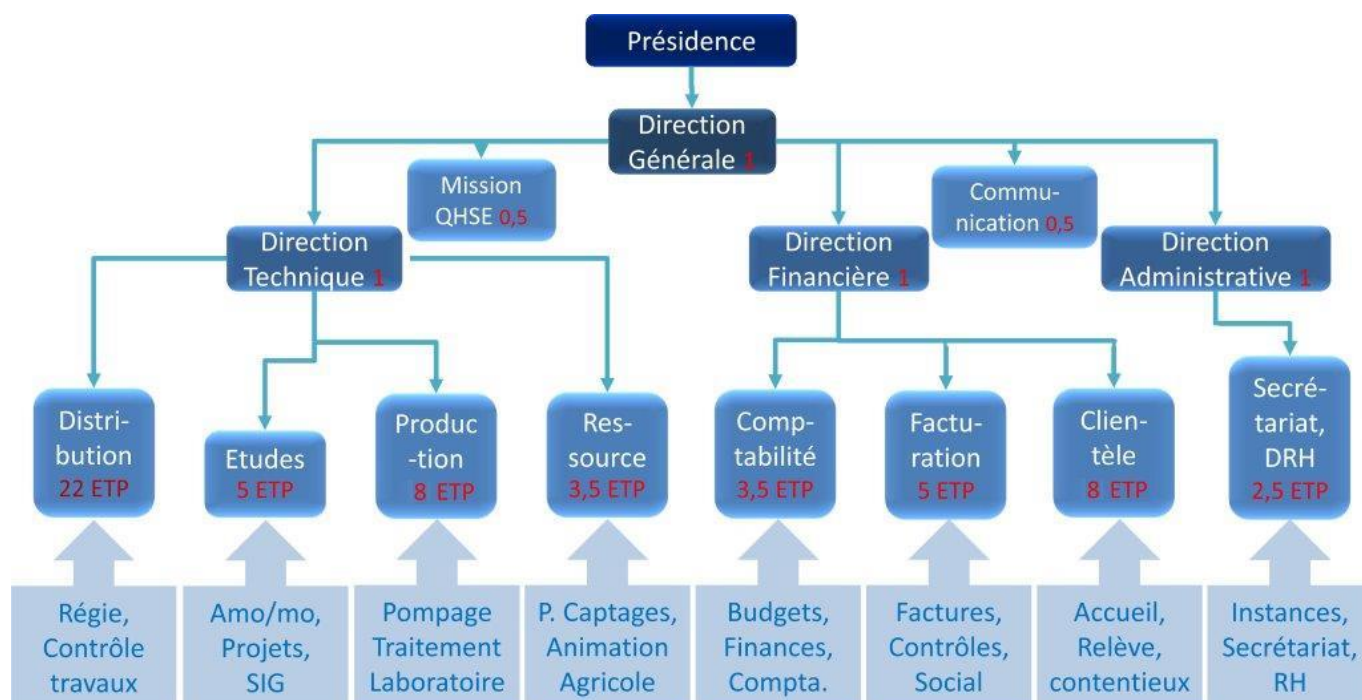 Présidence
Direction
Générale 1
Mission
QHSE 0,5
Commu-
nication 0,5
Direction
Technique 1
Direction
Financière 1
Direction
Administrative 1
Distri-
bution
22 ETP
Etudes
5 ETP
Produc
-tion
8 ETP
Res-
source
3,5 ETP
Comp-
tabilité
3,5 ETP
Factu-
ration
5 ETP
Clien-
tèle
8 ETP
Secré-
tariat,
DRH
2,5 ETP
Régie,
Contrôle
travaux
Amo/mo,
Projets,
SIG
Pompage
Traitement
Laboratoire
P. Captages,
Animation
Agricole
Budgets,
Finances,
Compta.
Factures,
Contrôles,
Social
Accueil,
Relève,
contentieux
Instances,
Secrétariat,
RH